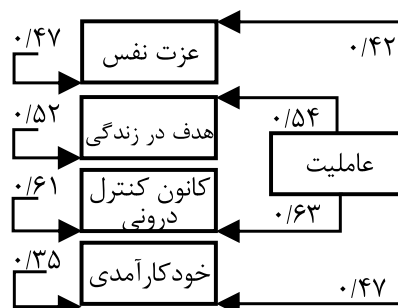 ۰/۴۷
عزت نفس
۰/۴۲
۰/۵۲
هدف در زندگی
۰/۵۴
عاملیت
۰/۶۱
کانون کنترل
درونی
۰/۶۳
۰/۳۵
خودکارآمدی
۰/۴۷